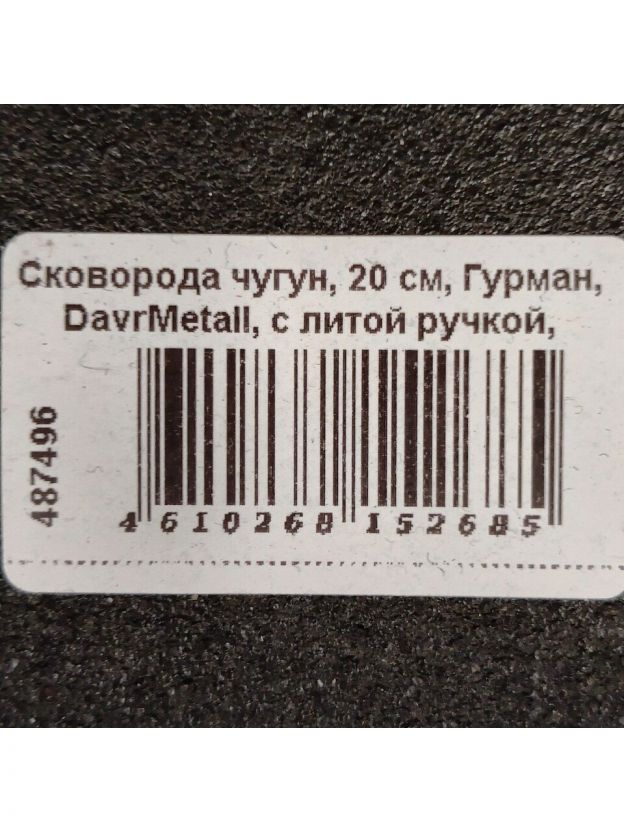 Сковорода чугун, 20 см, Гурман,
DavrMetall, с литой ручкой,
487496
4 610268 152685